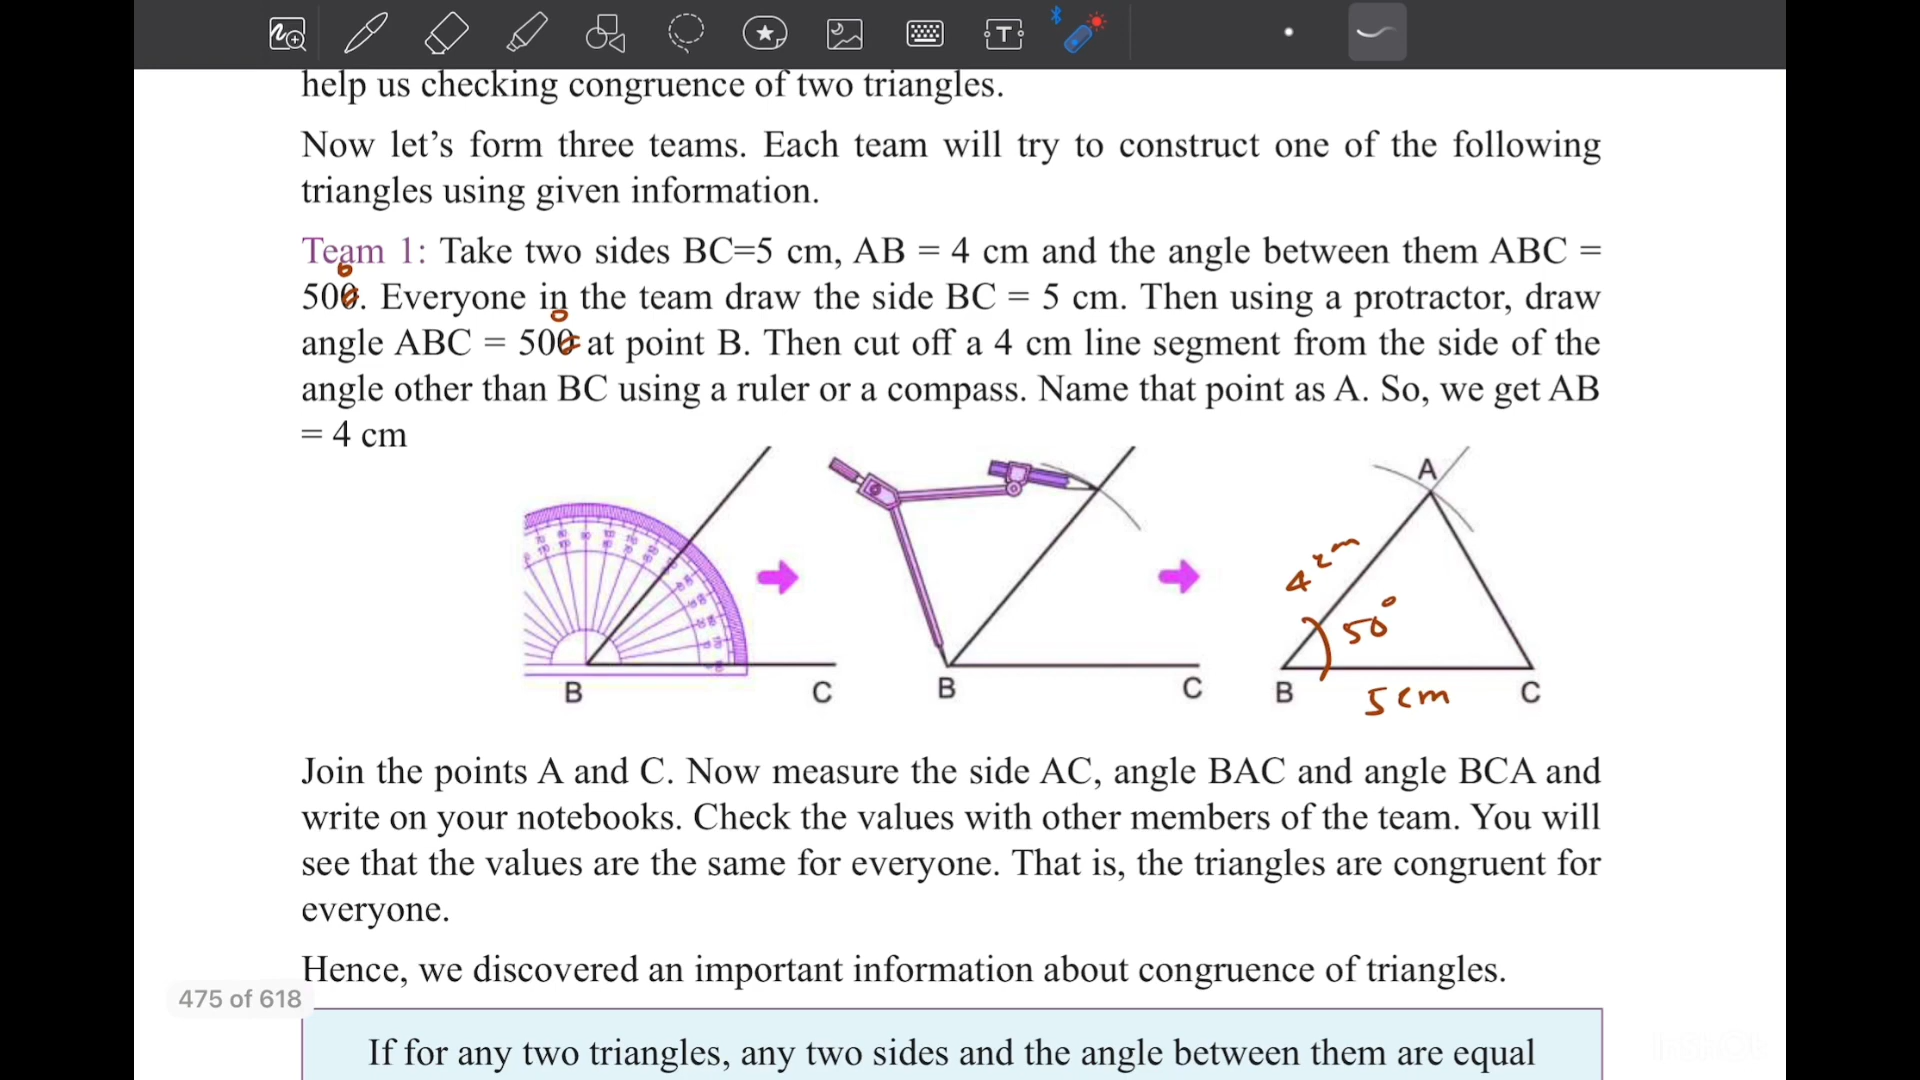 help us checking congruence of two triangles.
Now let’s form three teams. Each team will try to construct one of the following
triangles using given information.
Team 1: Take two sides BC=5 cm, AB = 4 cm and the angle between them ABC =
500. Everyone in the team draw the side BC = 5 cm. Then using a protractor, draw
angle ABC = 500 at point B. Then cut off a 4 cm line segment from the side of the
angle other than BC using a ruler or a compass. Name that point as A. So, we get AB
= 4 cm
A
4 cm
50°
B C B C B 5 cm C
Join the points A and C. Now measure the side AC, angle BAC and angle BCA and
write on your notebooks. Check the values with other members of the team. You will
see that the values are the same for everyone. That is, the triangles are congruent for
everyone.
Hence, we discovered an important information about congruence of triangles.
475 of 618
If for any two triangles, any two sides and the angle between them are equal